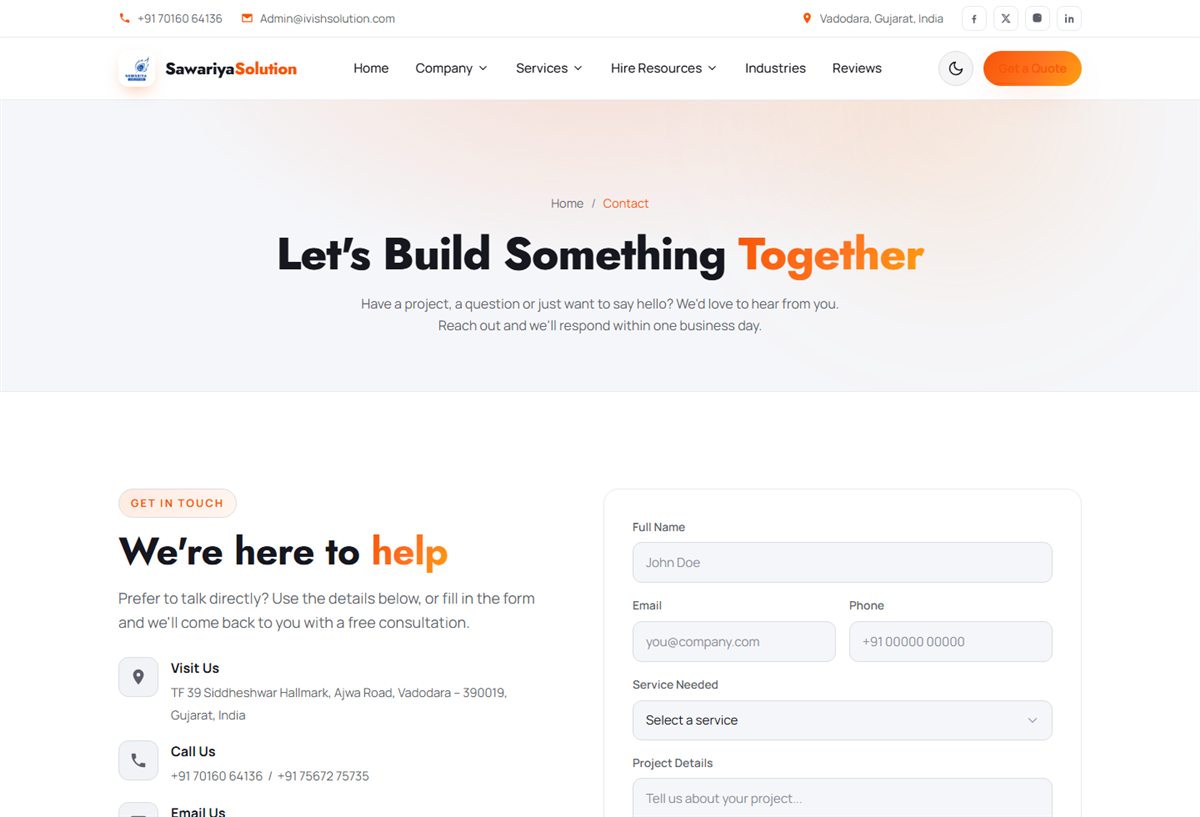 +91 70160 64136
Admin@ivishsolution.com
Vadodara, Gujarat, India
SawariyaSolution
Home
Company
Services
Hire Resources
Industries
Reviews
Get a Quote
Home / Contact
Let's Build Something Together
Have a project, a question or just want to say hello? We'd love to hear from you.
Reach out and we'll respond within one business day.
GET IN TOUCH
We're here to help
Prefer to talk directly? Use the details below, or fill in the form
and we'll come back to you with a free consultation.
Visit Us
TF 39 Siddheshwar Hallmark, Ajwa Road, Vadodara – 390019,
Gujarat, India
Call Us
+91 70160 64136 / +91 75672 75735
Email Us
Full Name
John Doe
Email
Phone
you@company.com
+91 00000 00000
Service Needed
Select a service
Project Details
Tell us about your project...